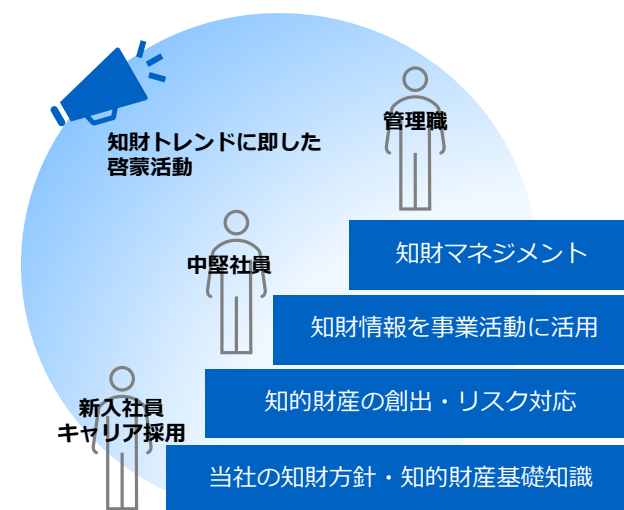 知財トレンドに即した
啓蒙活動
管理職
知財マネジメント
中堅社員
知財情報を事業活動に活用
知的財産の創出・リスク対応
新入社員
キャリア採用
当社の知財方針・知的財産基礎知識